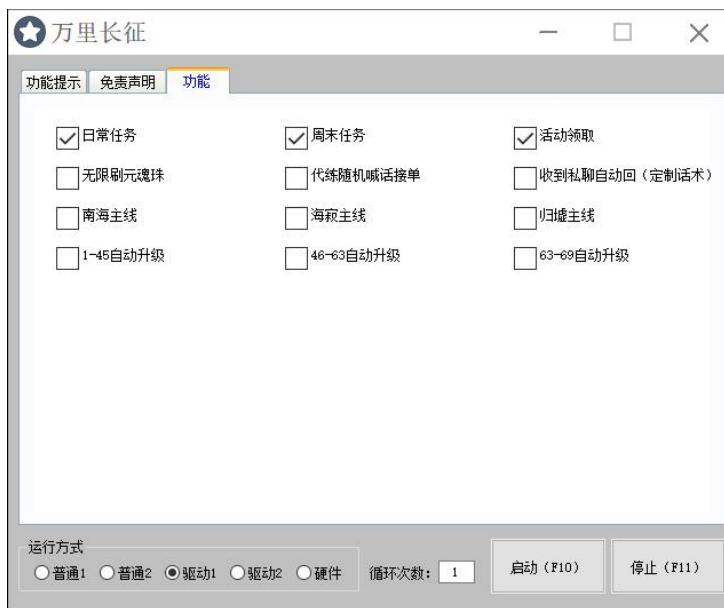 万里长征
功能提示 免责声明 功能
日常任务 周末任务 活动领取
无限刷元魂珠 代练随机喊话接单 收到私聊自动回（定制话术）
南海主线 海寂主线 归墟主线
1-45自动升级 46-63自动升级 63-69自动升级
运行方式
普通1 普通2 驱动1 驱动2 硬件 循环次数： 1 启动（F10） 停止（F11）